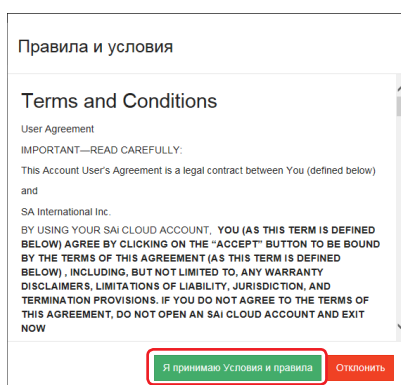 Правила и условия
Terms and Conditions
User Agreement
IMPORTANT—READ CAREFULLY:
This Account User's Agreement is a legal contract between You (defined below)
and
SA International Inc.
BY USING YOUR SAi CLOUD ACCOUNT, YOU (AS THIS TERM IS DEFINED
BELOW) AGREE BY CLICKING ON THE “ACCEPT” BUTTON TO BE BOUND
BY THE TERMS OF THIS AGREEMENT (AS THIS TERM IS DEFINED
BELOW) , INCLUDING, BUT NOT LIMITED TO, ANY WARRANTY
DISCLAIMERS, LIMITATIONS OF LIABILITY, JURISDICTION, AND
TERMINATION PROVISIONS. IF YOU DO NOT AGREE TO THE TERMS OF
THIS AGREEMENT, DO NOT OPEN AN SAi CLOUD ACCOUNT AND EXIT
NOW
Я принимаю Условия и правила Отклонить